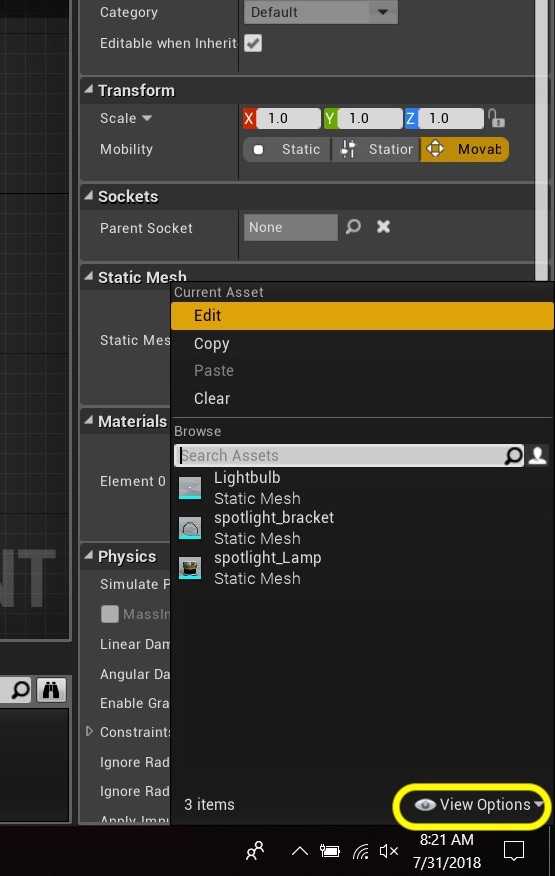 Category
Default
Editable when Inherit
Transform
Scale
X 1.0 Y 1.0 Z 1.0
Mobility
Static Station Movab
Sockets
Parent Socket
None
Static Mesh
Current Asset
Edit
Static Mes
Copy
Paste
Clear
Materials
Browse
Search Assets
Element 0
Lightbulb
Static Mesh
spotlight_bracket
Static Mesh
spotlight_Lamp
Static Mesh
Physics
NT
Simulate P
MassIn
Linear Dam
Angular Da
Enable Gra
Constraints
Ignore Rad
Ignore Rad
Apply Impu
3 items
View Options
8:21 AM
7/31/2018